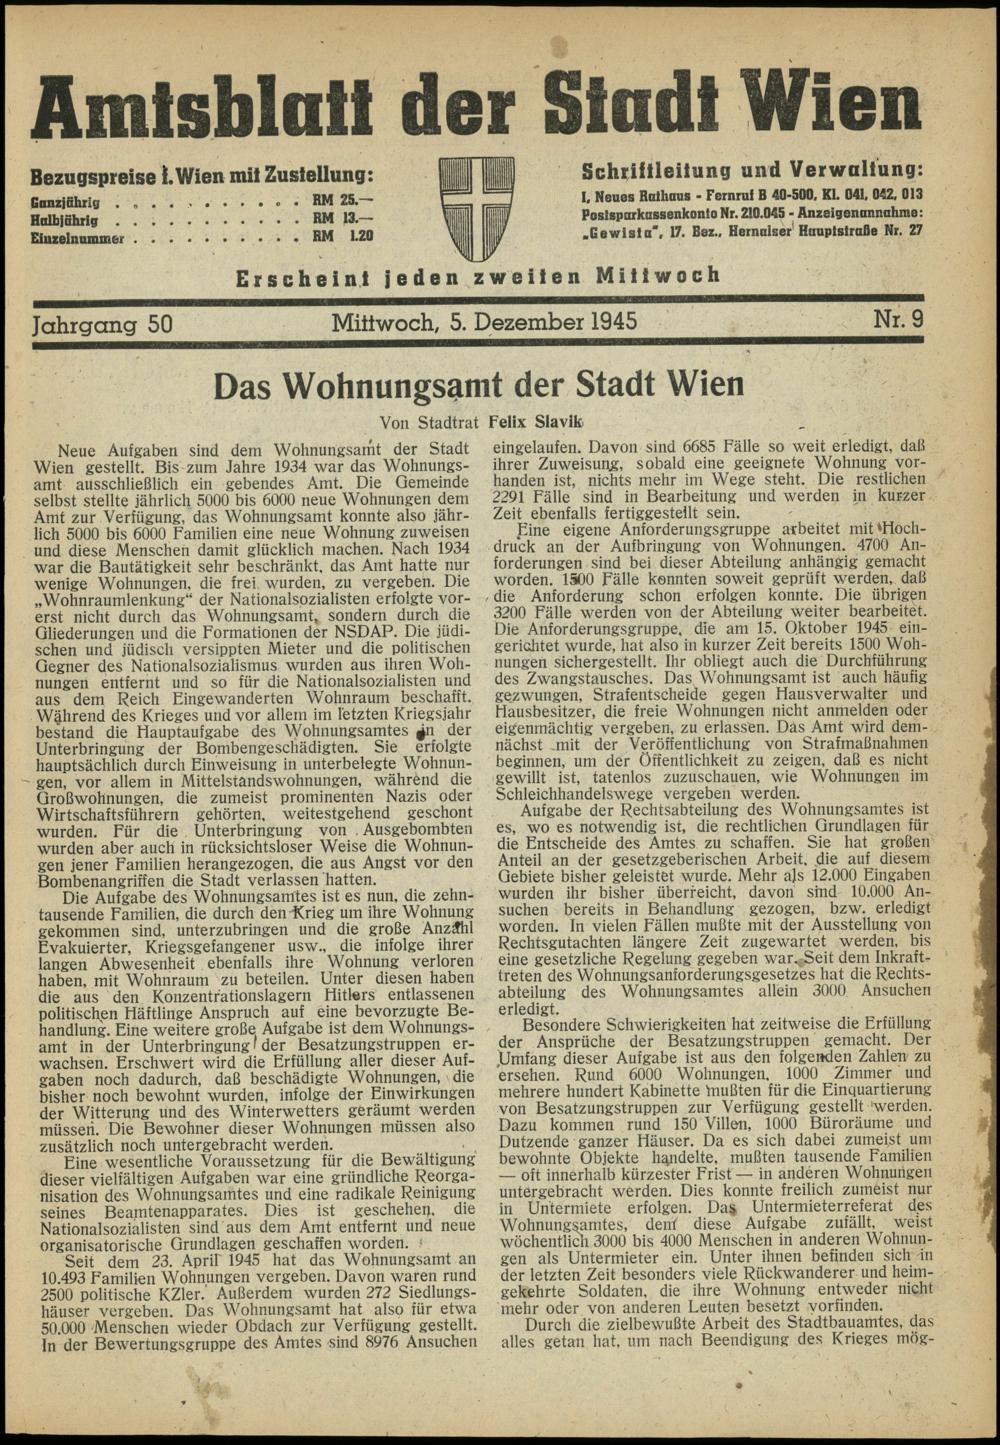 Amtsblatt der Stadt Wien
Bezugspreise i. Wien mit Zustellung:
Ganzjährig . . . . . . . . . . . RM 25.—
Halbjährig . . . . . . . . . . . RM 13.—
Einzelnummer . . . . . . . . . . RM 1.20
Schriftleitung und Verwaltung:
I, Neues Rathaus - Fernruf B 40-500, Kl. 041, 042, 013
Postsparkassenkonto Nr. 210.045 - Anzeigenannahme:
„Gewista", 17. Bez., Hernalser Hauptstraße Nr. 27
Erscheint jeden zweiten Mittwoch
Jahrgang 50 Mittwoch, 5. Dezember 1945 Nr. 9
Das Wohnungsamt der Stadt Wien
Von Stadtrat Felix Slavik
Neue Aufgaben sind dem Wohnungsamt der Stadt
Wien gestellt. Bis zum Jahre 1934 war das Wohnungs-
amt ausschließlich ein gebendes Amt. Die Gemeinde
selbst stellte jährlich 5000 bis 6000 neue Wohnungen dem
Amt zur Verfügung, das Wohnungsamt konnte also jähr-
lich 5000 bis 6000 Familien eine neue Wohnung zuweisen
und diese Menschen damit glücklich machen. Nach 1934
war die Bautätigkeit sehr beschränkt, das Amt hatte nur
wenige Wohnungen, die frei wurden, zu vergeben. Die
„Wohnraumlenkung“ der Nationalsozialisten erfolgte vor-
erst nicht durch das Wohnungsamt, sondern durch die
Gliederungen und die Formationen der NSDAP. Die jüdi-
schen und jüdisch versippten Mieter und die politischen
Gegner des Nationalsozialismus wurden aus ihren Woh-
nungen entfernt und so für die Nationalsozialisten und
aus dem Reich Eingewanderten Wohnraum beschafft.
Während des Krieges und vor allem im letzten Kriegsjahr
bestand die Hauptaufgabe des Wohnungsamtes in der
Unterbringung der Bombengeschädigten. Sie erfolgte
hauptsächlich durch Einweisung in unterbelegte Wohnun-
gen, vor allem in Mittelstandswohnungen, während die
Großwohnungen, die zumeist prominenten Nazis oder
Wirtschaftsführern gehörten, weitestgehend geschont
wurden. Für die Unterbringung von Ausgebombten
wurden aber auch in rücksichtsloser Weise die Wohnun-
gen jener Familien herangezogen, die aus Angst vor den
Bombenangriffen die Stadt verlassen hatten.
Die Aufgabe des Wohnungsamtes ist es nun, die zehn-
tausende Familien, die durch den Krieg um ihre Wohnung
gekommen sind, unterzubringen und die große Anzahl
Evakuierter, Kriegsgefangener usw., die infolge ihrer
langen Abwesenheit ebenfalls ihre Wohnung verloren
haben, mit Wohnraum zu beteilen. Unter diesen haben
die aus den Konzentrationslagern Hitlers entlassenen
politischen Häftlinge Anspruch auf eine bevorzugte Be-
handlung. Eine weitere große Aufgabe ist dem Wohnungs-
amt in der Unterbringung der Besatzungstruppen er-
wachsen. Erschwert wird die Erfüllung aller dieser Auf-
gaben noch dadurch, daß beschädigte Wohnungen, die
bisher noch bewohnt wurden, infolge der Einwirkungen
der Witterung und des Winterwetters geräumt werden
müssen. Die Bewohner dieser Wohnungen müssen also
zusätzlich noch untergebracht werden.
Eine wesentliche Voraussetzung für die Bewältigung
dieser vielfältigen Aufgaben war eine gründliche Reorga-
nisation des Wohnungsamtes und eine radikale Reinigung
seines Beamtenapparates. Dies ist geschehen, die
Nationalsozialisten sind aus dem Amt entfernt und neue
organisatorische Grundlagen geschaffen worden.
Seit dem 23. April 1945 hat das Wohnungsamt an
10.493 Familien Wohnungen vergeben. Davon waren rund
2500 politische KZler. Außerdem wurden 272 Siedlungs-
häuser vergeben. Das Wohnungsamt hat also für etwa
50.000 Menschen wieder Obdach zur Verfügung gestellt.
In der Bewertungsgruppe des Amtes sind 8976 Ansuchen
eingelaufen. Davon sind 6685 Fälle so weit erledigt, daß
ihrer Zuweisung, sobald eine geeignete Wohnung vor-
handen ist, nichts mehr im Wege steht. Die restlichen
2291 Fälle sind in Bearbeitung und werden in kurzer
Zeit ebenfalls fertiggestellt sein.
Eine eigene Anforderungsgruppe arbeitet mit Hoch-
druck an der Aufbringung von Wohnungen. 4700 An-
forderungen sind bei dieser Abteilung anhängig gemacht
worden. 1500 Fälle konnten soweit geprüft werden, daß
die Anforderung schon erfolgen konnte. Die übrigen
3200 Fälle werden von der Abteilung weiter bearbeitet.
Die Anforderungsgruppe, die am 15. Oktober 1945 ein-
gerichtet wurde, hat also in kurzer Zeit bereits 1500 Woh-
nungen sichergestellt. Ihr obliegt auch die Durchführung
des Zwangstausches. Das Wohnungsamt ist auch häufig
gezwungen, Strafentscheide gegen Hausverwalter und
Hausbesitzer, die freie Wohnungen nicht anmelden oder
eigenmächtig vergeben, zu erlassen. Das Amt wird dem-
nächst mit der Veröffentlichung von Strafmaßnahmen
beginnen, um der Öffentlichkeit zu zeigen, daß es nicht
gewillt ist, tatenlos zuzuschauen, wie Wohnungen im
Schleichhandelswege vergeben werden.
Aufgabe der Rechtsabteilung des Wohnungsamtes ist
es, wo es notwendig ist, die rechtlichen Grundlagen für
die Entscheide des Amtes zu schaffen. Sie hat großen
Anteil an der gesetzgeberischen Arbeit, die auf diesem
Gebiete bisher geleistet wurde. Mehr als 12.000 Eingaben
wurden ihr bisher überreicht, davon sind 10.000 An-
suchen bereits in Behandlung gezogen, bzw. erledigt
worden. In vielen Fällen mußte mit der Ausstellung von
Rechtsgutachten längere Zeit zugewartet werden, bis
eine gesetzliche Regelung gegeben war. Seit dem Inkraft-
treten des Wohnungsanforderungsgesetzes hat die Rechts-
abteilung des Wohnungsamtes allein 3000 Ansuchen
erledigt.
Besondere Schwierigkeiten hat zeitweise die Erfüllung
der Ansprüche der Besatzungstruppen gemacht. Der
Umfang dieser Aufgabe ist aus den folgenden Zahlen zu
ersehen. Rund 6000 Wohnungen, 1000 Zimmer und
mehrere hundert Kabinette mußten für die Einquartierung
von Besatzungstruppen zur Verfügung gestellt werden.
Dazu kommen rund 150 Villen, 1000 Büroräume und
Dutzende ganzer Häuser. Da es sich dabei zumeist um
bewohnte Objekte handelte, mußten tausende Familien
— oft innerhalb kürzester Frist — in anderen Wohnungen
untergebracht werden. Dies konnte freilich zumeist nur
in Untermiete erfolgen. Das Untermieterreferat des
Wohnungsamtes, dem diese Aufgabe zufällt, weist
wöchentlich 3000 bis 4000 Menschen in anderen Wohnun-
gen als Untermieter ein. Unter ihnen befinden sich in
der letzten Zeit besonders viele Rückwanderer und heim-
gekehrte Soldaten, die ihre Wohnung entweder nicht
mehr oder von anderen Leuten besetzt vorfinden.
Durch die zielbewußte Arbeit des Stadtbauamtes, das
alles getan hat, um nach Beendigung des Krieges mög-